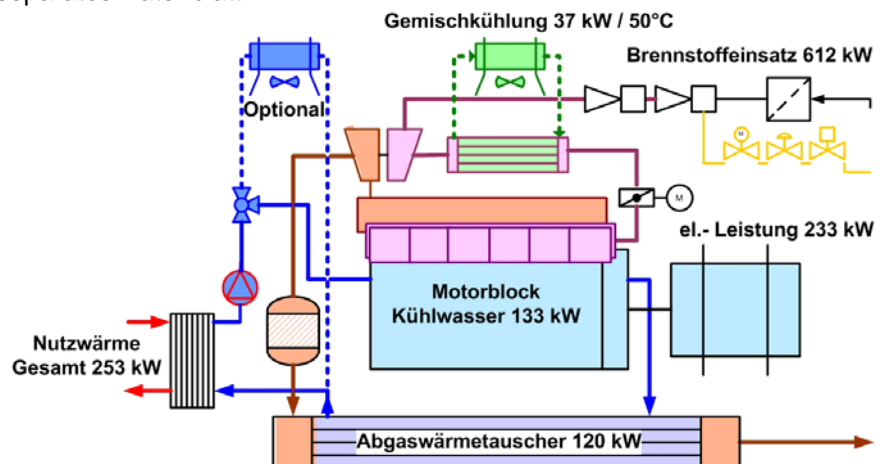 Gemischkühlung 37 kW / 50°C
Brennstoffeinsatz 612 kW
Optional
M
M
el.- Leistung 233 kW
Motorblock
Kühlwasser 133 kW
Nutzwärme
Gesamt 253 kW
Abgaswärmetauscher 120 kW